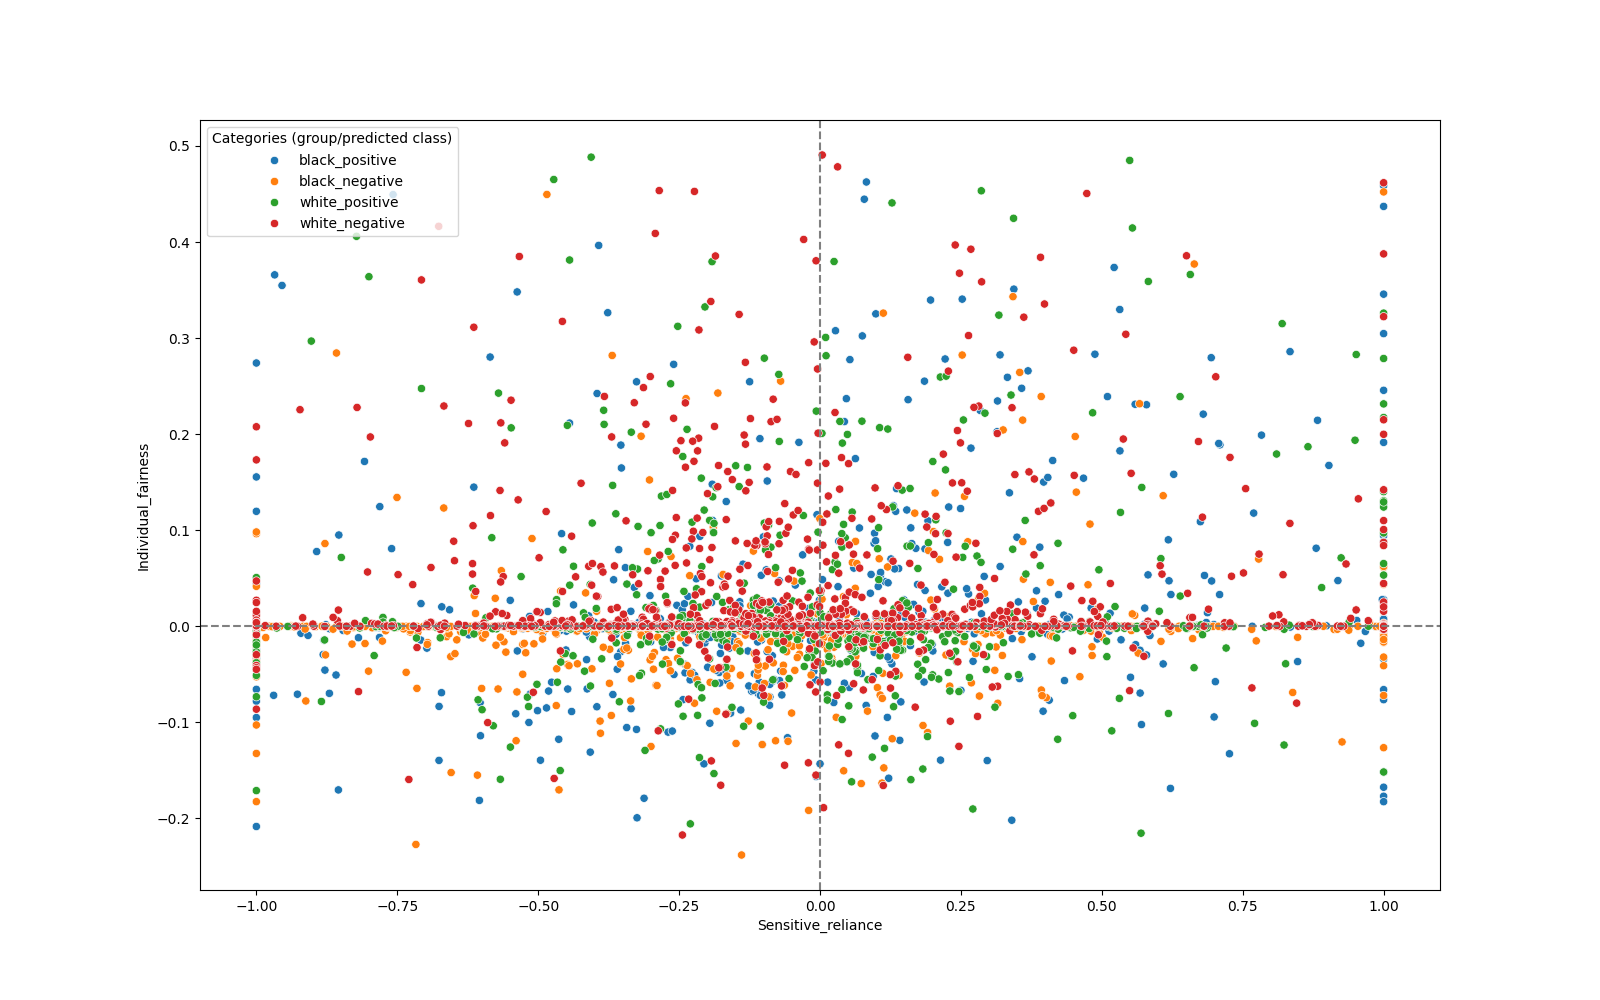 Categories (group/predicted class)
black_positive
black_negative
white_positive
white_negative
0.5
0.4
0.3
0.2
0.1
0.0
−0.1
−0.2
Individual_fairness
−1.00
−0.75
−0.50
−0.25
0.00
0.25
0.50
0.75
1.00
Sensitive_reliance